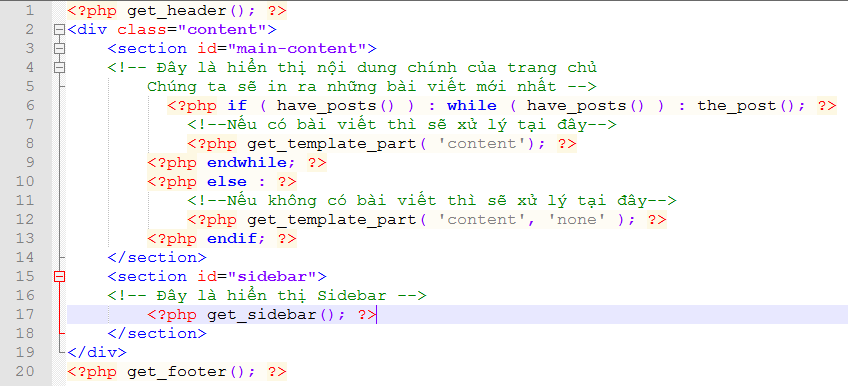 1 <?php get_header(); ?>
2 <div class="content">
3 <section id="main-content">
4 <!-- Đây là hiển thị nội dung chính của trang chủ
5 Chúng ta sẽ in ra những bài viết mới nhất -->
6 <?php if ( have_posts() ) : while ( have_posts() ) : the_post(); ?>
7 <!--Nếu có bài viết thì sẽ xử lý tại đây-->
8 <?php get_template_part( 'content'); ?>
9 <?php endwhile; ?>
10 <?php else : ?>
11 <!--Nếu không có bài viết thì sẽ xử lý tại đây-->
12 <?php get_template_part( 'content', 'none' ); ?>
13 <?php endif; ?>
14 </section>
15 <section id="sidebar">
16 <!-- Đây là hiển thị Sidebar -->
17 <?php get_sidebar(); ?>
18 </section>
19 </div>
20 <?php get_footer(); ?>